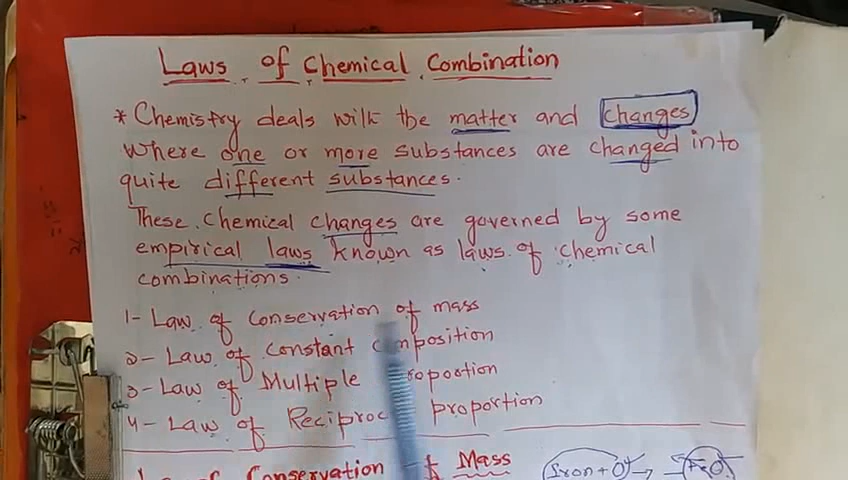 Laws of Chemical Combination
* Chemistry deals with the matter and changes
where one or more substances are changed into
quite different substances.
These chemical changes are governed by some
empirical laws known as laws of chemical
combinations.
1- Law of Conservation of mass
2- Law of Constant
3- Law of Multiple
4- Law of proportion
Law of Conservation Mass
Iron + O →